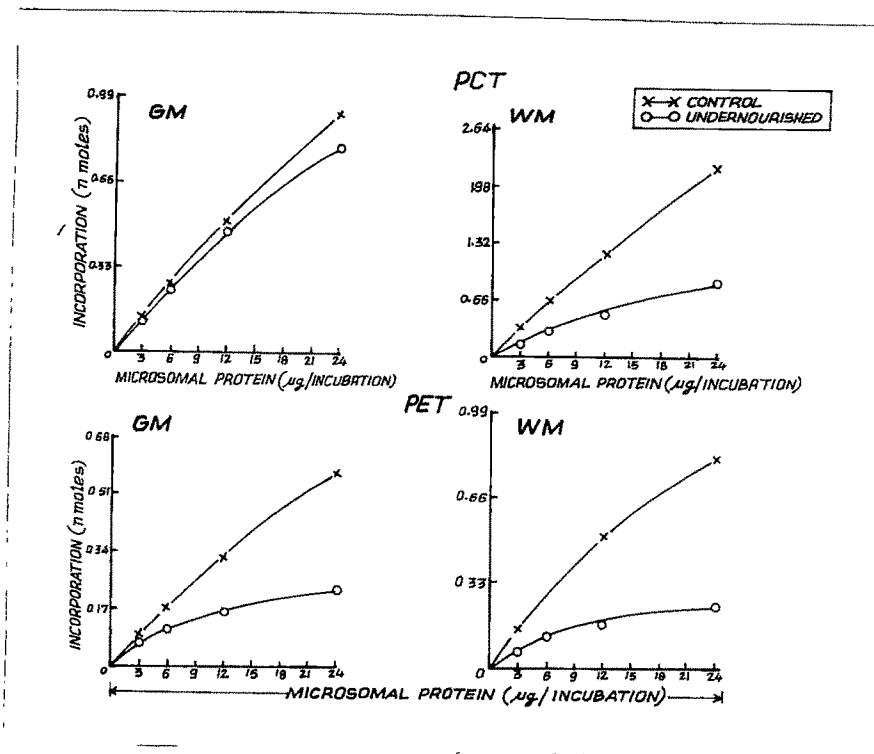 PCT
×—× CONTROL
o—o UNDERNOURISHED
GM
0.99
0.66
0.33
0
INCORPORATION (n moles)
3 6 9 12 15 18 21 24
MICROSOMAL PROTEIN (μg/INCUBATION)
WM
2.64
1.98
1.32
0.66
0
3 6 9 12 15 18 21 24
MICROSOMAL PROTEIN (μg/INCUBATION)
PET
GM
0.68
0.51
0.34
0.17
0
INCORPORATION (n moles)
3 6 9 12 15 18 21 24
WM
0.99
0.66
0.33
0
3 6 9 12 15 18 21 24
MICROSOMAL PROTEIN (μg/INCUBATION)